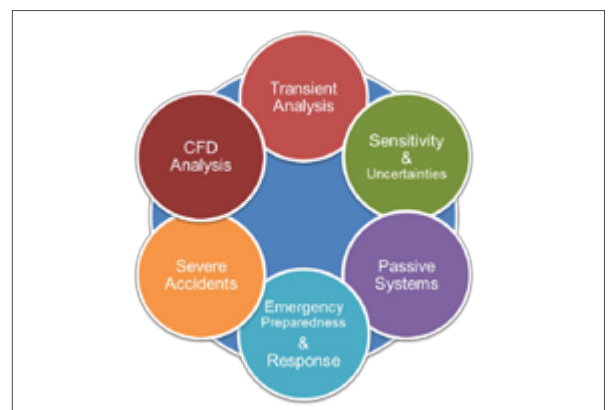 Transient
Analysis
Sensitivity
&
Uncertainties
Passive
Systems
Emergency
Preparedness
&
Response
Severe
Accidents
CFD
Analysis